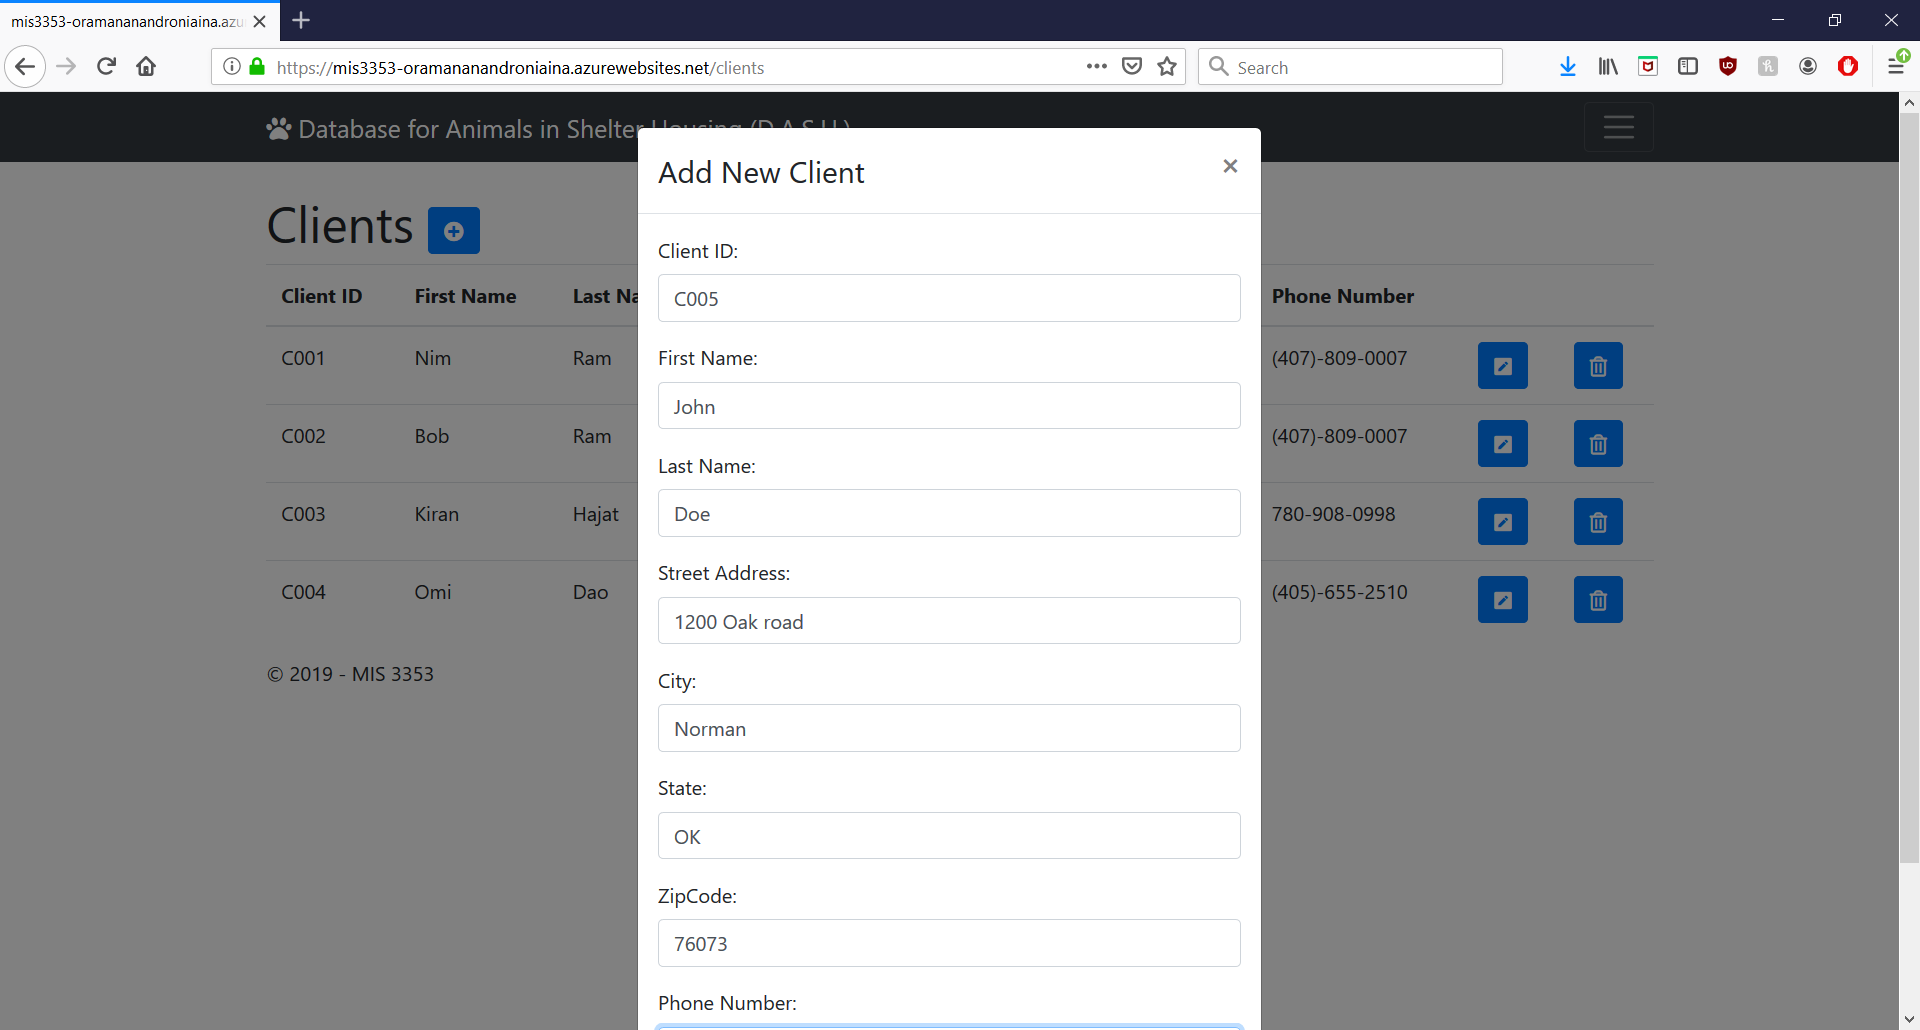 mis3353-oramananandroniaina.azu
https://mis3353-oramananandroniaina.azurewebsites.net/clients
Search
Database for Animals in Shelter Housing (D.A.S.H.)
Add New Client
Clients
Client ID First Name Last Na Phone Number
C001 Nim Ram (407)-809-0007
C002 Bob Ram (407)-809-0007
C003 Kiran Hajat 780-908-0998
C004 Omi Dao (405)-655-2510
© 2019 - MIS 3353
Client ID:
C005
First Name:
John
Last Name:
Doe
Street Address:
1200 Oak road
City:
Norman
State:
OK
ZipCode:
76073
Phone Number: